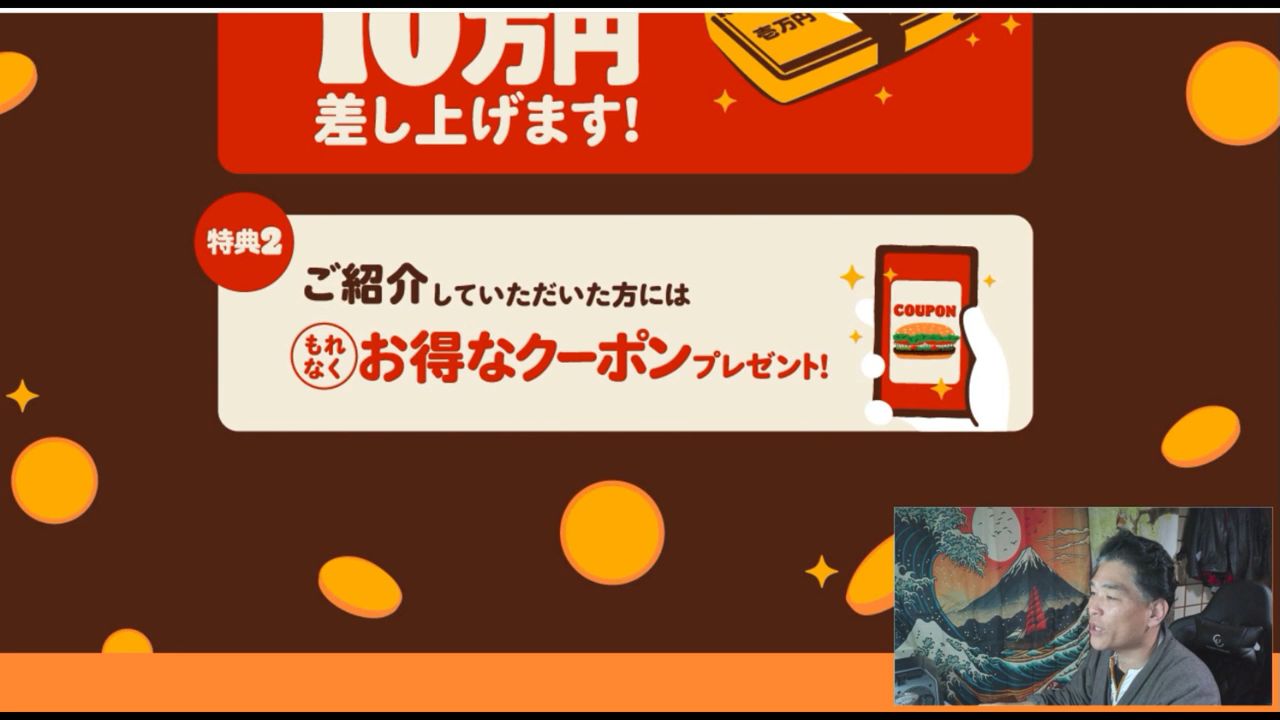 10万円
差し上げます!
壱万円
特典2
ご紹介していただいた方には
もれなくお得なクーポンプレゼント!
COUPON